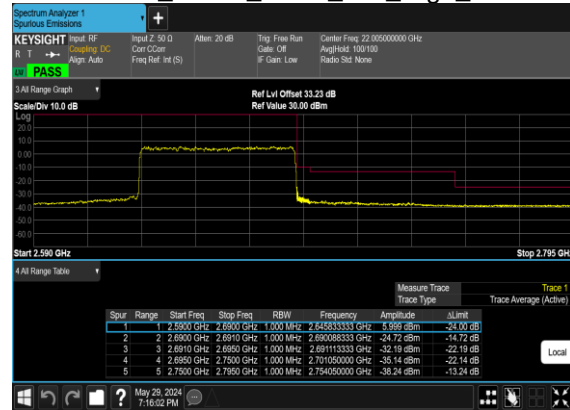 Spectrum Analyzer 1
Spurious Emissions
KEYSIGHT
R T
PASS
Input: RF
Coupling: DC
Align: Auto
Input Z: 50 Ω
Corr CCorr
Freq Ref: Int (S)
Atten: 20 dB
Trig: Free Run
Gate: Off
IF Gain: Low
Center Freq: 22.005000000 GHz
Avg|Hold: 100/100
Radio Std: None
3 All Range Graph
Scale/Div 10.0 dB
Ref Lvl Offset 33.23 dB
Ref Value 30.00 dBm
Log
20.0
10.0
0.00
-10.0
-20.0
-30.0
-40.0
-50.0
-60.0
Start 2.590 GHz
Stop 2.795 GHz
4 All Range Table
Measure Trace Trace 1
Trace Type Trace Average (Active)
Spur Range Start Freq Stop Freq RBW Frequency Amplitude ΔLimit
1 1 2.5900 GHz 2.6900 GHz 1.000 MHz 2.645833333 GHz 5.999 dBm -24.00 dB
2 2 2.6900 GHz 2.6910 GHz 1.000 MHz 2.690088333 GHz -24.72 dBm -14.72 dB
3 3 2.6910 GHz 2.6950 GHz 1.000 MHz 2.691113333 GHz -32.19 dBm -22.19 dB
4 4 2.6950 GHz 2.7500 GHz 1.000 MHz 2.701050000 GHz -35.14 dBm -22.14 dB
5 5 2.7500 GHz 2.7950 GHz 1.000 MHz 2.754050000 GHz -38.24 dBm -13.24 dB
Local
May 29, 2024
7:16:02 PM